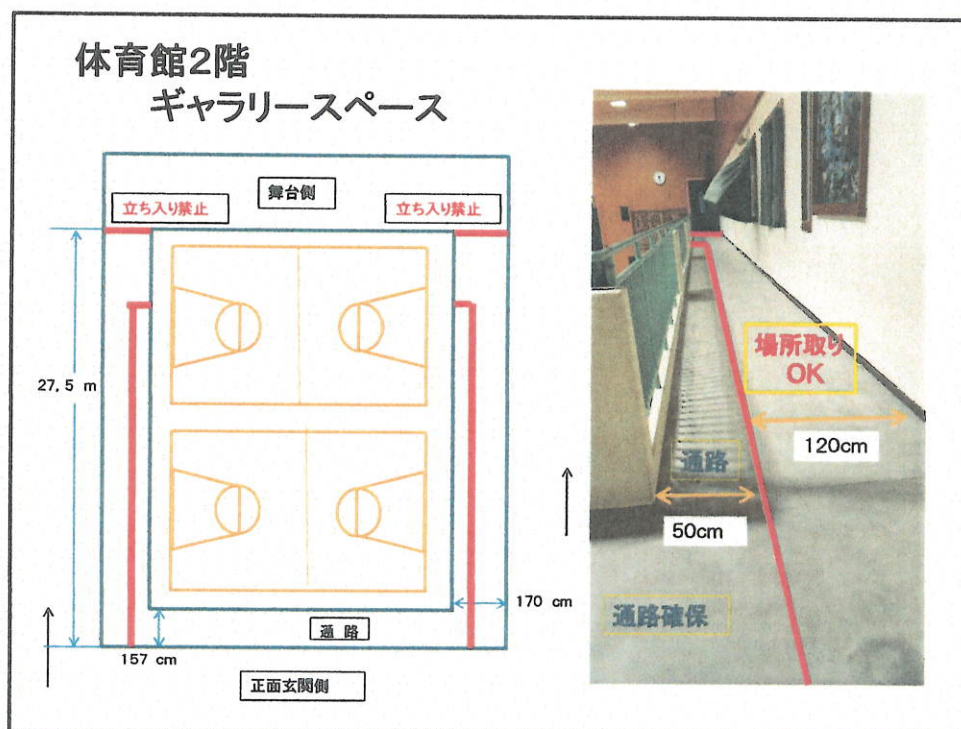 体育館2階
ギャラリースペース
舞台側
立ち入り禁止
立ち入り禁止
27,5 m
170 cm
通 路
157 cm
正面玄関側
場所取り
OK
120cm
通路
50cm
通路確保